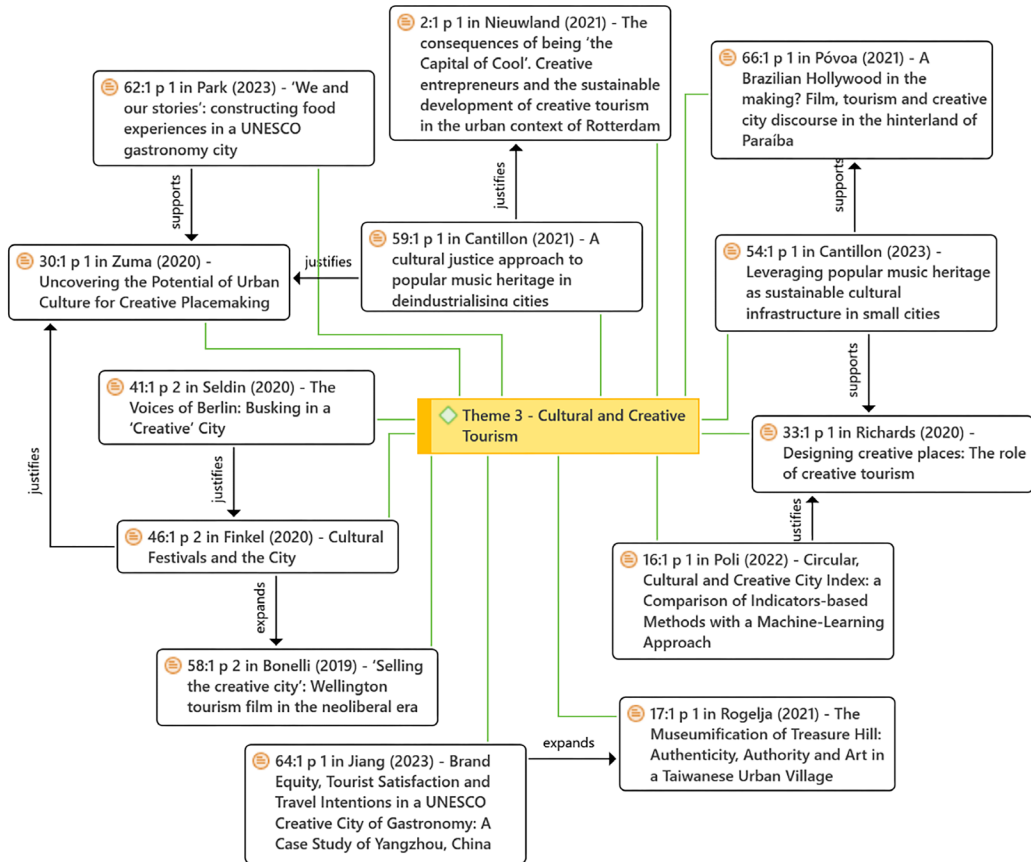 2:1 p 1 in Nieuwland (2021) - The
consequences of being ‘the
Capital of Cool’. Creative
entrepreneurs and the sustainable
development of creative tourism
in the urban context of Rotterdam
66:1 p 1 in Póvoa (2021) - A
Brazilian Hollywood in the
making? Film, tourism and creative
city discourse in the hinterland of
Paraíba
62:1 p 1 in Park (2023) - ‘We and
our stories’: constructing food
experiences in a UNESCO
gastronomy city
supports
justifies
supports
30:1 p 1 in Zuma (2020) -
Uncovering the Potential of Urban
Culture for Creative Placemaking
justifies
59:1 p 1 in Cantillon (2021) - A
cultural justice approach to
popular music heritage in
deindustrialising cities
54:1 p 1 in Cantillon (2023) -
Leveraging popular music heritage
as sustainable cultural
infrastructure in small cities
supports
41:1 p 2 in Seldin (2020) - The
Voices of Berlin: Busking in a
‘Creative’ City
Theme 3 - Cultural and Creative
Tourism
33:1 p 1 in Richards (2020) -
Designing creative places: The role
of creative tourism
justifies
justifies
justifies
46:1 p 2 in Finkel (2020) - Cultural
Festivals and the City
16:1 p 1 in Poli (2022) - Circular,
Cultural and Creative City Index: a
Comparison of Indicators-based
Methods with a Machine-Learning
Approach
expands
58:1 p 2 in Bonelli (2019) - ‘Selling
the creative city’: Wellington
tourism film in the neoliberal era
17:1 p 1 in Rogelja (2021) - The
Museumification of Treasure Hill:
Authenticity, Authority and Art in
a Taiwanese Urban Village
expands
64:1 p 1 in Jiang (2023) - Brand
Equity, Tourist Satisfaction and
Travel Intentions in a UNESCO
Creative City of Gastronomy: A
Case Study of Yangzhou, China